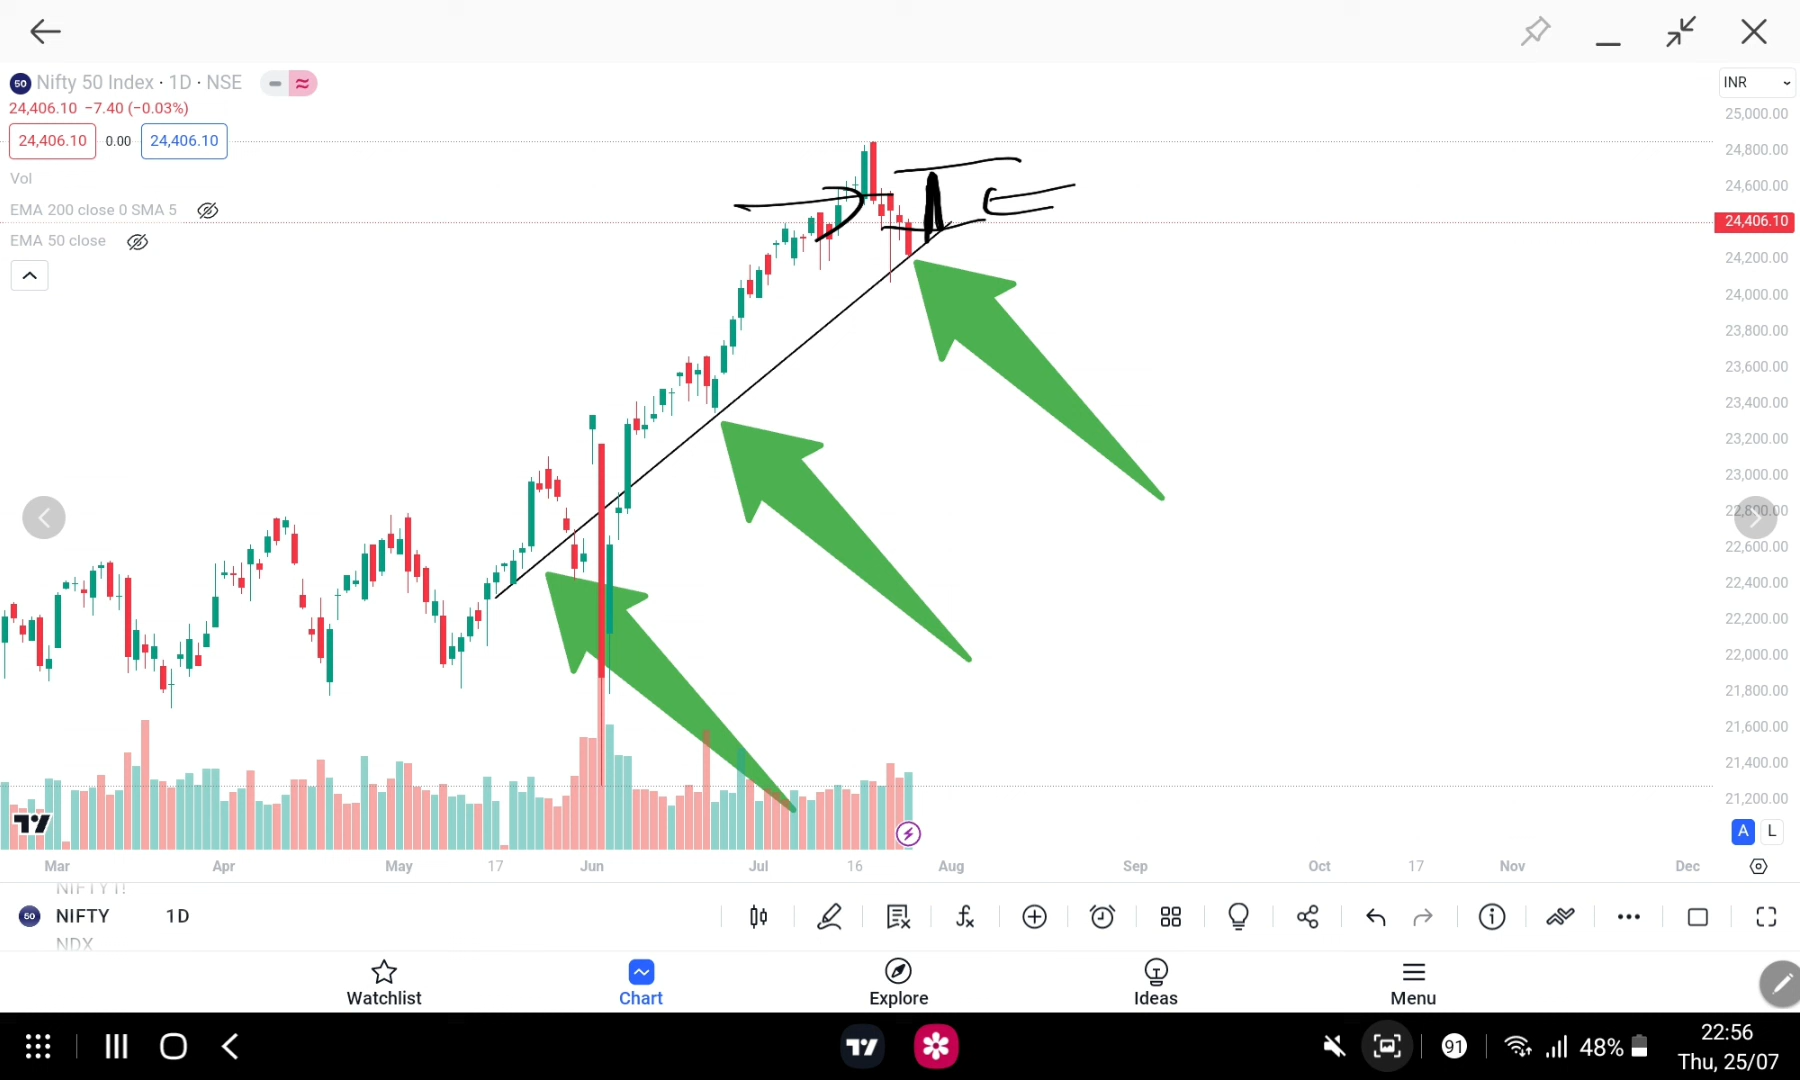 50 Nifty 50 Index · 1D · NSE
INR
24,406.10 −7.40 (−0.03%)
24,406.10 0.00 24,406.10
Vol
EMA 200 close 0 SMA 5
EMA 50 close
25,000.00
24,800.00
24,600.00
24,406.10
24,200.00
24,000.00
23,800.00
23,600.00
23,400.00
23,200.00
23,000.00
22,800.00
22,600.00
22,400.00
22,200.00
22,000.00
21,800.00
21,600.00
21,400.00
21,200.00
A L
Mar Apr May 17 Jun Jul 16 Aug Sep Oct 17 Nov Dec
NIFTY1!
50 NIFTY 1D
NDX
Watchlist Chart Explore Ideas Menu
91 48% 22:56
Thu, 25/07